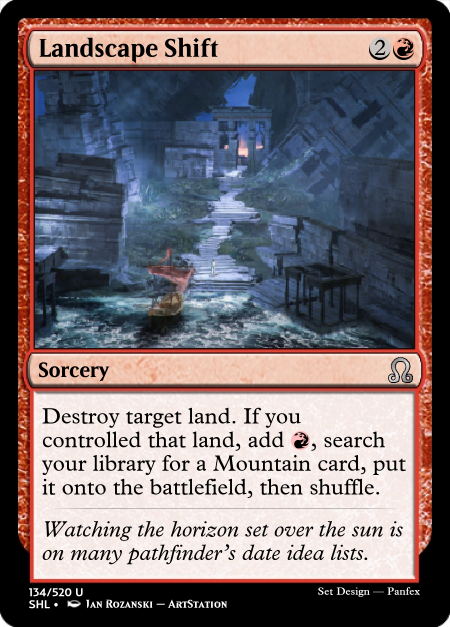 Landscape Shift 2
Sorcery
Destroy target land. If you
controlled that land, add , search
your library for a Mountain card, put
it onto the battlefield, then shuffle.
Watching the horizon set over the sun is
on many pathfinder's date idea lists.
134/520 U
Set Design — Panfex
SHL • Jan Rozanski — ArtStation